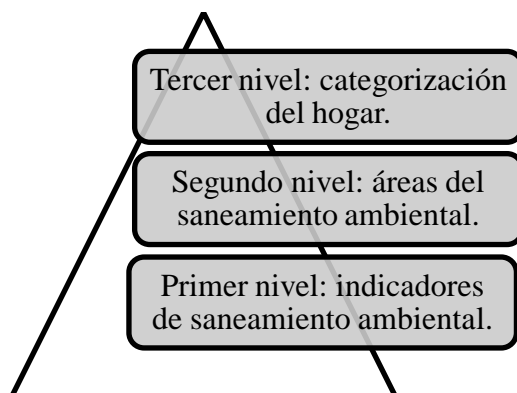 Tercer nivel: categorización
del hogar.
Segundo nivel: áreas del
saneamiento ambiental.
Primer nivel: indicadores
de saneamiento ambiental.